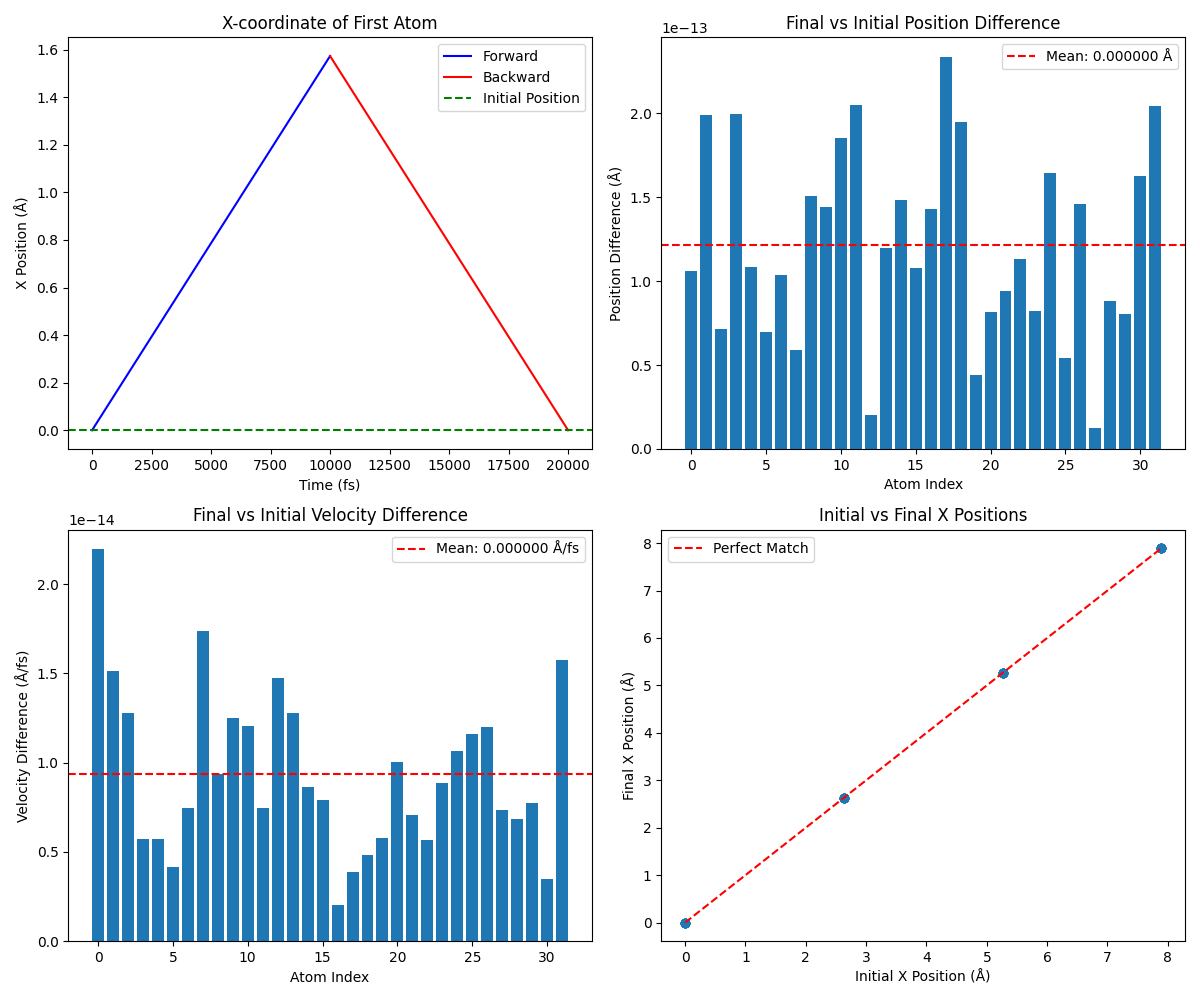 X-coordinate of First Atom
X Position (Å)
1.6
1.4
1.2
1.0
0.8
0.6
0.4
0.2
0.0
Forward
Backward
Initial Position
0 2500 5000 7500 10000 12500 15000 17500 20000
Time (fs)
Final vs Initial Position Difference
1e−13
Position Difference (Å)
2.0
1.5
1.0
0.5
0.0
Mean: 0.000000 Å
0 5 10 15 20 25 30
Atom Index
Final vs Initial Velocity Difference
1e−14
Velocity Difference (Å/fs)
2.0
1.5
1.0
0.5
0.0
Mean: 0.000000 Å/fs
0 5 10 15 20 25 30
Atom Index
Initial vs Final X Positions
Final X Position (Å)
8
7
6
5
4
3
2
1
0
Perfect Match
0 1 2 3 4 5 6 7 8
Initial X Position (Å)